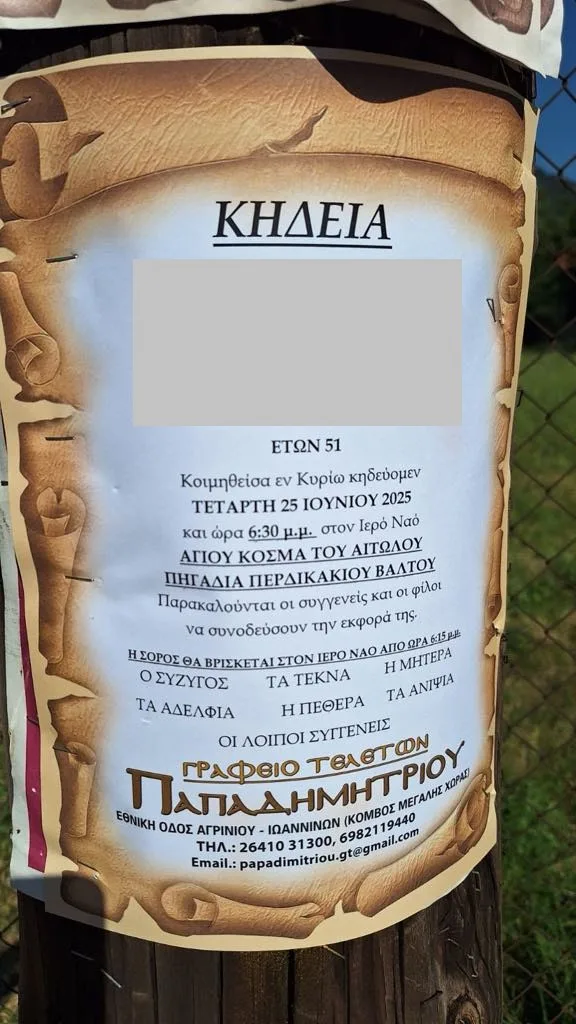 ΚΗΔΕΙΑ
ΕΤΩΝ 51
Κοιμηθείσα εν Κυρίω κηδεύομεν
ΤΕΤΑΡΤΗ 25 ΙΟΥΝΙΟΥ 2025
και ώρα 6:30 μ.μ. στον Ιερό Ναό
ΑΓΙΟΥ ΚΟΣΜΑ ΤΟΥ ΑΙΤΩΛΟΥ
ΠΗΓΑΔΙΑ ΠΕΡΔΙΚΑΚΙΟΥ ΒΑΛΤΟΥ
Παρακαλούνται οι συγγενείς και οι φίλοι
να συνοδεύσουν την εκφορά της.
Η ΣΟΡΟΣ ΘΑ ΒΡΙΣΚΕΤΑΙ ΣΤΟΝ ΙΕΡΟ ΝΑΟ ΑΠΟ ΩΡΑ 6:15 μ.μ.
Ο ΣΥΖΥΓΟΣ ΤΑ ΤΕΚΝΑ Η ΜΗΤΕΡΑ
ΤΑ ΑΔΕΛΦΙΑ Η ΠΕΘΕΡΑ ΤΑ ΑΝΙΨΙΑ
ΟΙ ΛΟΙΠΟΙ ΣΥΓΓΕΝΕΙΣ
ΓΡΑΦΕΙΟ ΤΕΛΕΤΩΝ
ΠΑΠΑΔΗΜΗΤΡΙΟΥ
ΕΘΝΙΚΗ ΟΔΟΣ ΑΓΡΙΝΙΟΥ - ΙΩΑΝΝΙΝΩΝ (ΚΟΜΒΟΣ ΜΕΓΑΛΗΣ ΧΩΡΑΣ)
ΤΗΛ.: 26410 31300, 6982119440
Email.: papadimitriou.gt@gmail.com